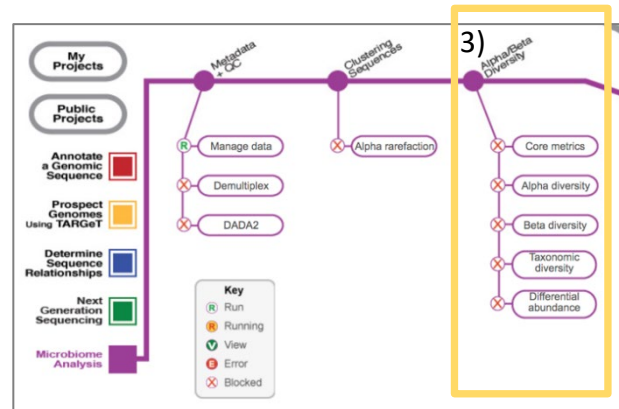 My
Projects
Public
Projects
Annotate
a Genomic
Sequence
Prospect
Genomes
Using TARGeT
Determine
Sequence
Relationships
Next
Generation
Sequencing
Microbiome
Analysis
Metadata
+ QC
R Manage data
X Demultiplex
X DADA2
Key
R Run
R Running
V View
E Error
X Blocked
Clustering
Sequences
X Alpha rarefaction
3)
Alpha/Beta
Diversity
X Core metrics
X Alpha diversity
X Beta diversity
X Taxonomic
diversity
X Differential
abundance